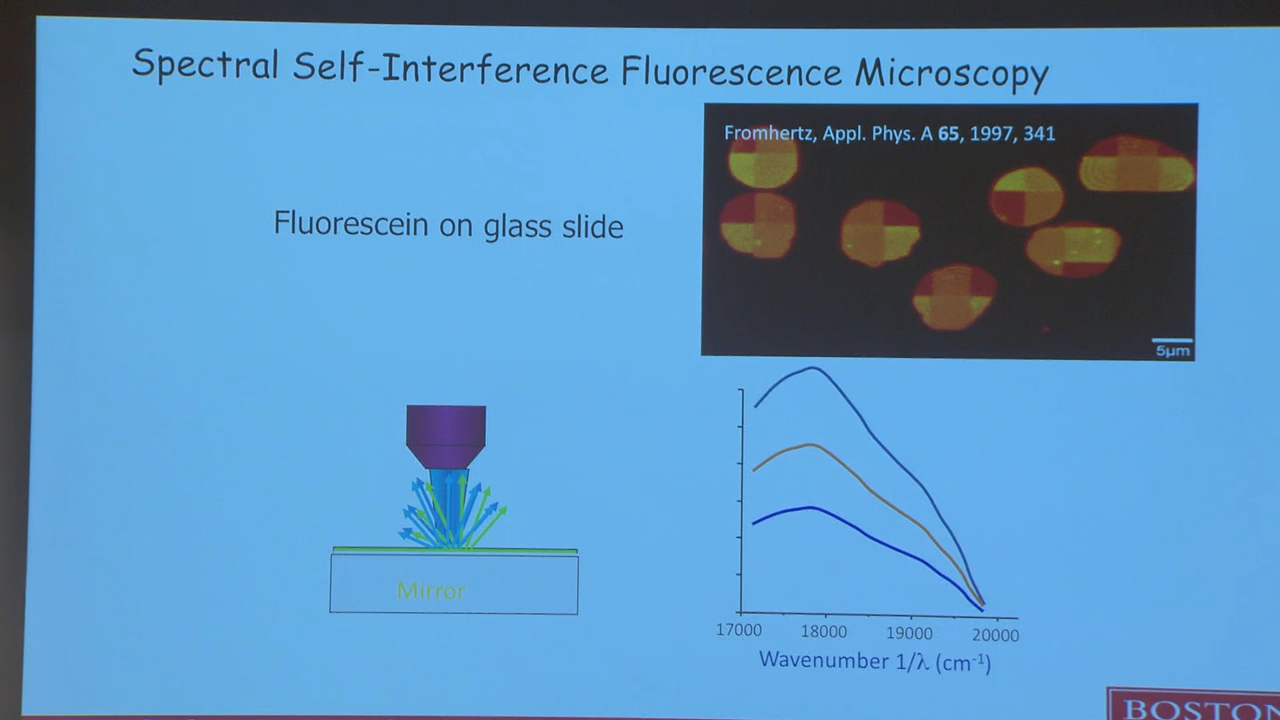 Spectral Self-Interference Fluorescence Microscopy
Fromhertz, Appl. Phys. A 65, 1997, 341
Fluorescein on glass slide
5μm
Mirror
17000 18000 19000 20000
Wavenumber 1/λ (cm-1)
BOSTON